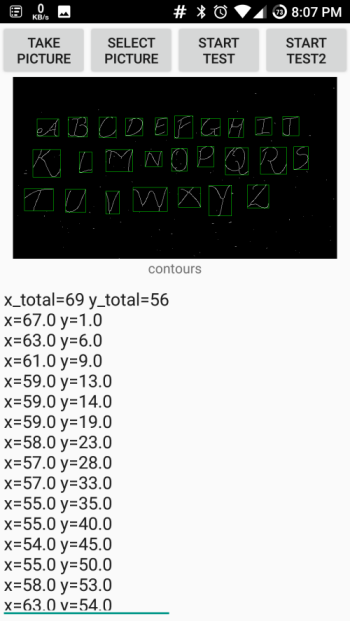 0
KB/s
73
8:07 PM
TAKE PICTURE
SELECT PICTURE
START TEST
START TEST2
A B C D E F G H I J
K L M N O P Q R S
T U V W X Y Z
contours
x_total=69 y_total=56
x=67.0 y=1.0
x=63.0 y=6.0
x=61.0 y=9.0
x=59.0 y=13.0
x=59.0 y=14.0
x=59.0 y=19.0
x=58.0 y=23.0
x=57.0 y=28.0
x=57.0 y=33.0
x=55.0 y=35.0
x=55.0 y=40.0
x=54.0 y=45.0
x=55.0 y=50.0
x=58.0 y=53.0
x=63.0 y=54.0